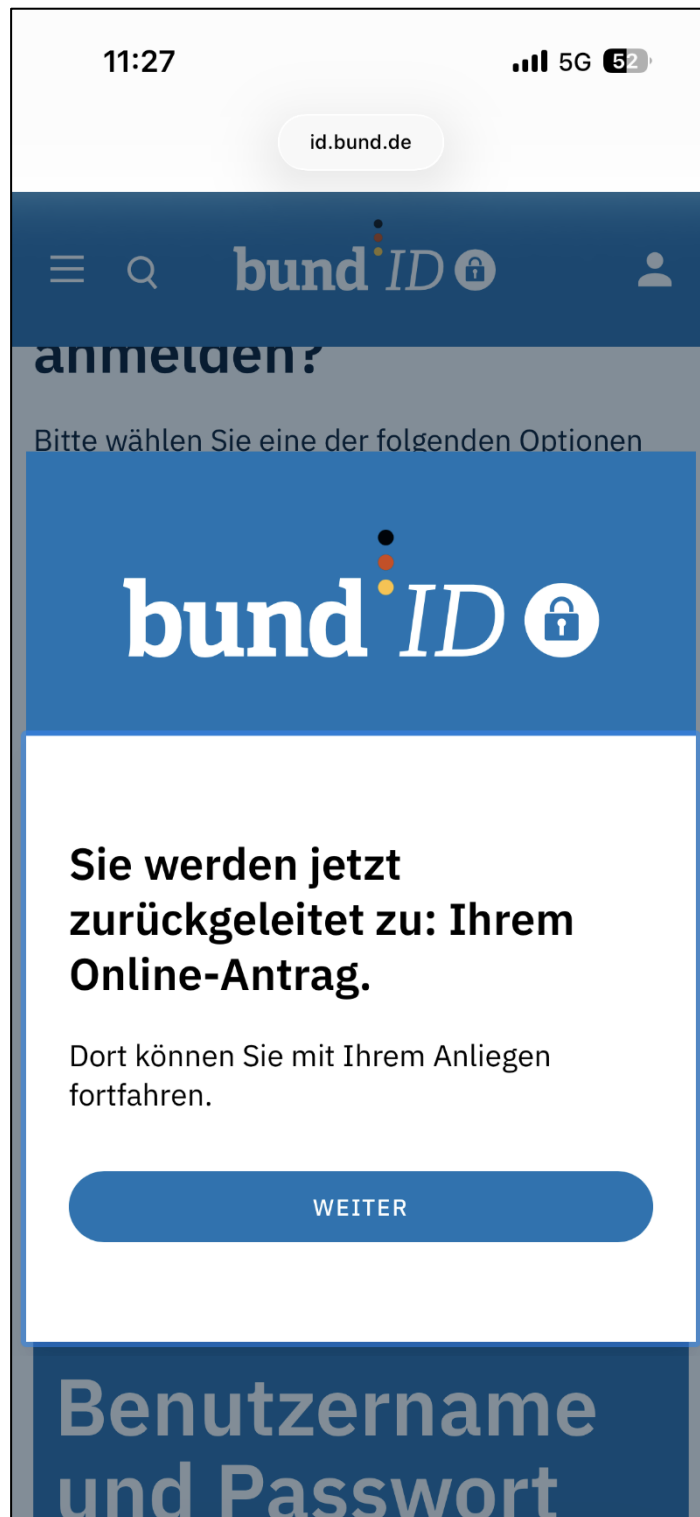 11:27 5G 52
id.bund.de
bund ID
anmelden?
Bitte wählen Sie eine der folgenden Optionen
bund ID
Sie werden jetzt
zurückgeleitet zu: Ihrem
Online-Antrag.
Dort können Sie mit Ihrem Anliegen
fortfahren.
WEITER
Benutzername
und Passwort